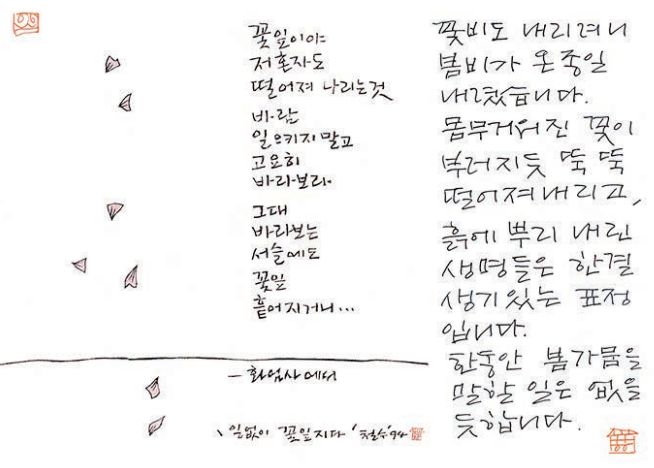 꽃잎이야
저혼자도
떨어져 나리는것
바람
일으키지말고
고요히
바라보라.
그대
바라보는
서슬에도
꽃잎
흩어지거니...
- 화엄사에서
일없이 꽃잎지다 '철수'94
꽃비도 내리려니
봄비가 온종일
내렸습니다.
몸무거워진 꽃이
부러지듯 뚝뚝
떨어져내리고,
흙에 뿌리 내린
생명들은 한결
생기있는 표정
입니다.
한동안 봄가뭄을
말할 일은 없을
듯합니다.